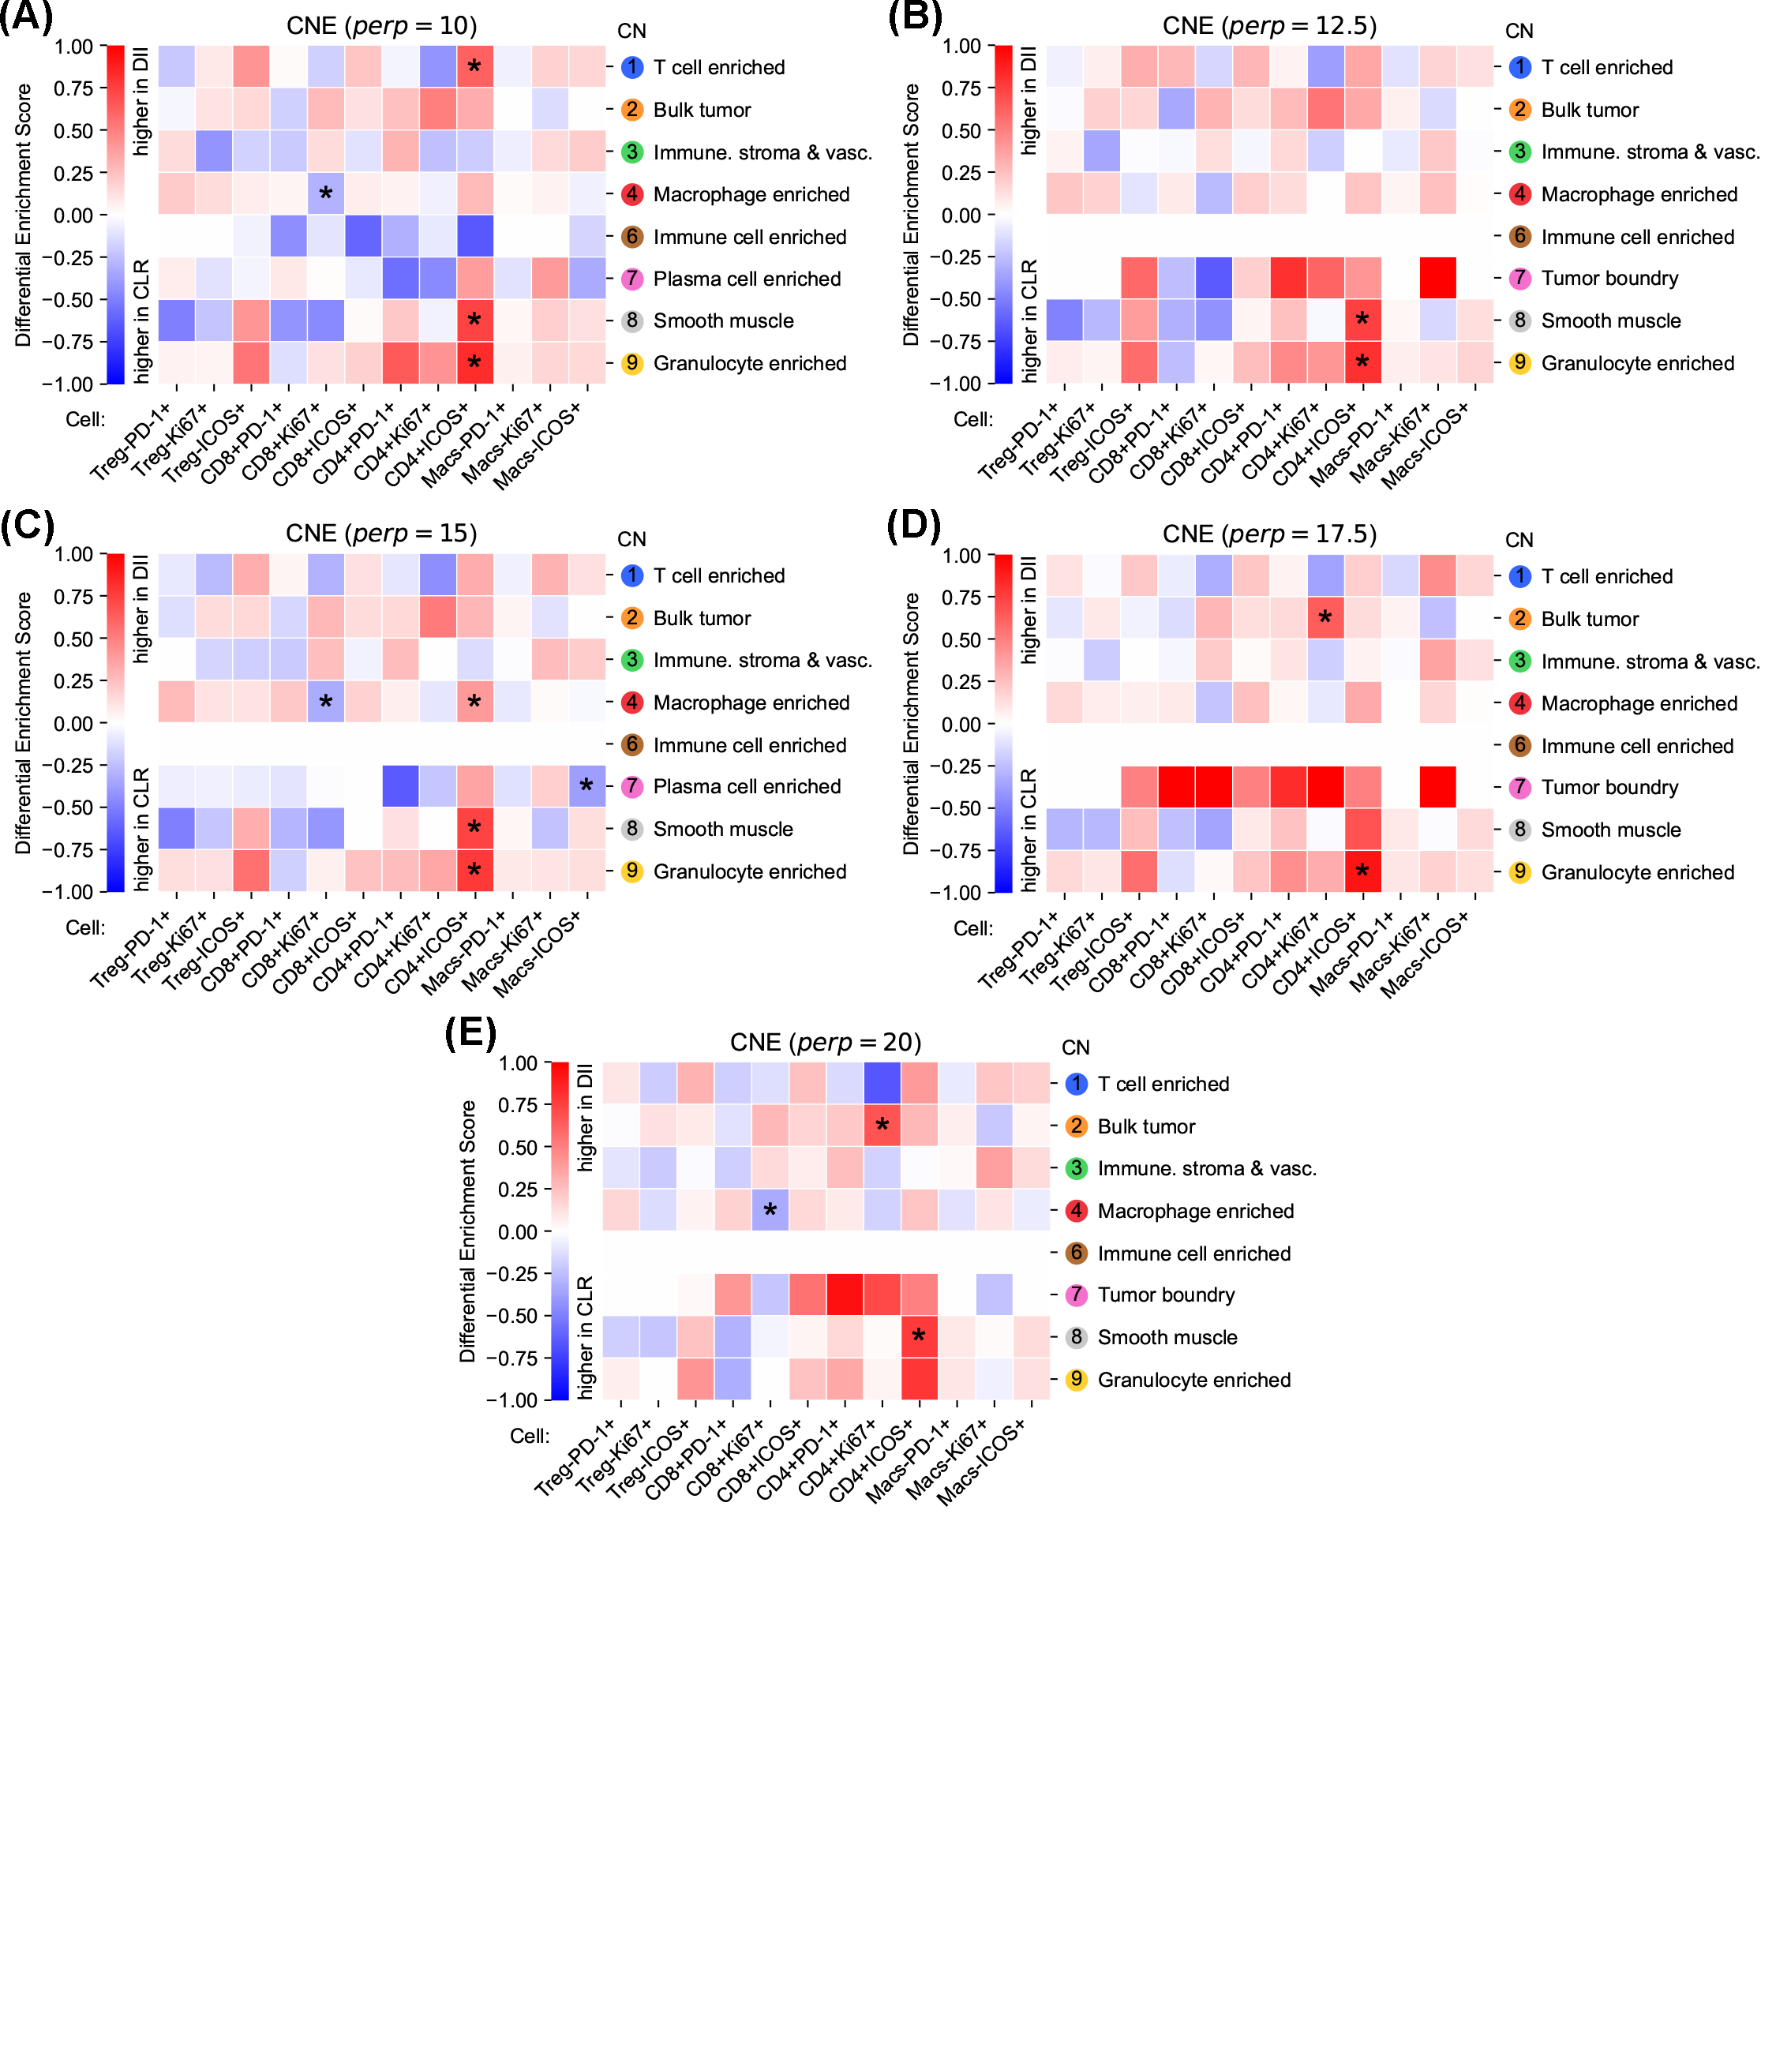 (A)
CNE (perp = 10)
CN
Differential Enrichment Score
1.00
0.75
0.50
0.25
0.00
−0.25
−0.50
−0.75
−1.00
higher in DII
higher in CLR
*
*
*
*
1 T cell enriched
2 Bulk tumor
3 Immune. stroma & vasc.
4 Macrophage enriched
6 Immune cell enriched
7 Plasma cell enriched
8 Smooth muscle
9 Granulocyte enriched
Cell:
Treg-PD-1+
Treg-Ki67+
Treg-ICOS+
CD8+PD-1+
CD8+Ki67+
CD8+ICOS+
CD4+PD-1+
CD4+Ki67+
CD4+ICOS+
Macs-PD-1+
Macs-Ki67+
Macs-ICOS+
(B)
CNE (perp = 12.5)
CN
Differential Enrichment Score
1.00
0.75
0.50
0.25
0.00
−0.25
−0.50
−0.75
−1.00
higher in DII
higher in CLR
*
*
1 T cell enriched
2 Bulk tumor
3 Immune. stroma & vasc.
4 Macrophage enriched
6 Immune cell enriched
7 Tumor boundry
8 Smooth muscle
9 Granulocyte enriched
Cell:
Treg-PD-1+
Treg-Ki67+
Treg-ICOS+
CD8+PD-1+
CD8+Ki67+
CD8+ICOS+
CD4+PD-1+
CD4+Ki67+
CD4+ICOS+
Macs-PD-1+
Macs-Ki67+
Macs-ICOS+
(C)
CNE (perp = 15)
CN
Differential Enrichment Score
1.00
0.75
0.50
0.25
0.00
−0.25
−0.50
−0.75
−1.00
higher in DII
higher in CLR
* *
*
*
*
1 T cell enriched
2 Bulk tumor
3 Immune. stroma & vasc.
4 Macrophage enriched
6 Immune cell enriched
7 Plasma cell enriched
8 Smooth muscle
9 Granulocyte enriched
Cell:
Treg-PD-1+
Treg-Ki67+
Treg-ICOS+
CD8+PD-1+
CD8+Ki67+
CD8+ICOS+
CD4+PD-1+
CD4+Ki67+
CD4+ICOS+
Macs-PD-1+
Macs-Ki67+
Macs-ICOS+
(D)
CNE (perp = 17.5)
CN
Differential Enrichment Score
1.00
0.75
0.50
0.25
0.00
−0.25
−0.50
−0.75
−1.00
higher in DII
higher in CLR
*
*
1 T cell enriched
2 Bulk tumor
3 Immune. stroma & vasc.
4 Macrophage enriched
6 Immune cell enriched
7 Tumor boundry
8 Smooth muscle
9 Granulocyte enriched
Cell:
Treg-PD-1+
Treg-Ki67+
Treg-ICOS+
CD8+PD-1+
CD8+Ki67+
CD8+ICOS+
CD4+PD-1+
CD4+Ki67+
CD4+ICOS+
Macs-PD-1+
Macs-Ki67+
Macs-ICOS+
(E)
CNE (perp = 20)
CN
Differential Enrichment Score
1.00
0.75
0.50
0.25
0.00
−0.25
−0.50
−0.75
−1.00
higher in DII
higher in CLR
*
*
*
1 T cell enriched
2 Bulk tumor
3 Immune. stroma & vasc.
4 Macrophage enriched
6 Immune cell enriched
7 Tumor boundry
8 Smooth muscle
9 Granulocyte enriched
Cell:
Treg-PD-1+
Treg-Ki67+
Treg-ICOS+
CD8+PD-1+
CD8+Ki67+
CD8+ICOS+
CD4+PD-1+
CD4+Ki67+
CD4+ICOS+
Macs-PD-1+
Macs-Ki67+
Macs-ICOS+